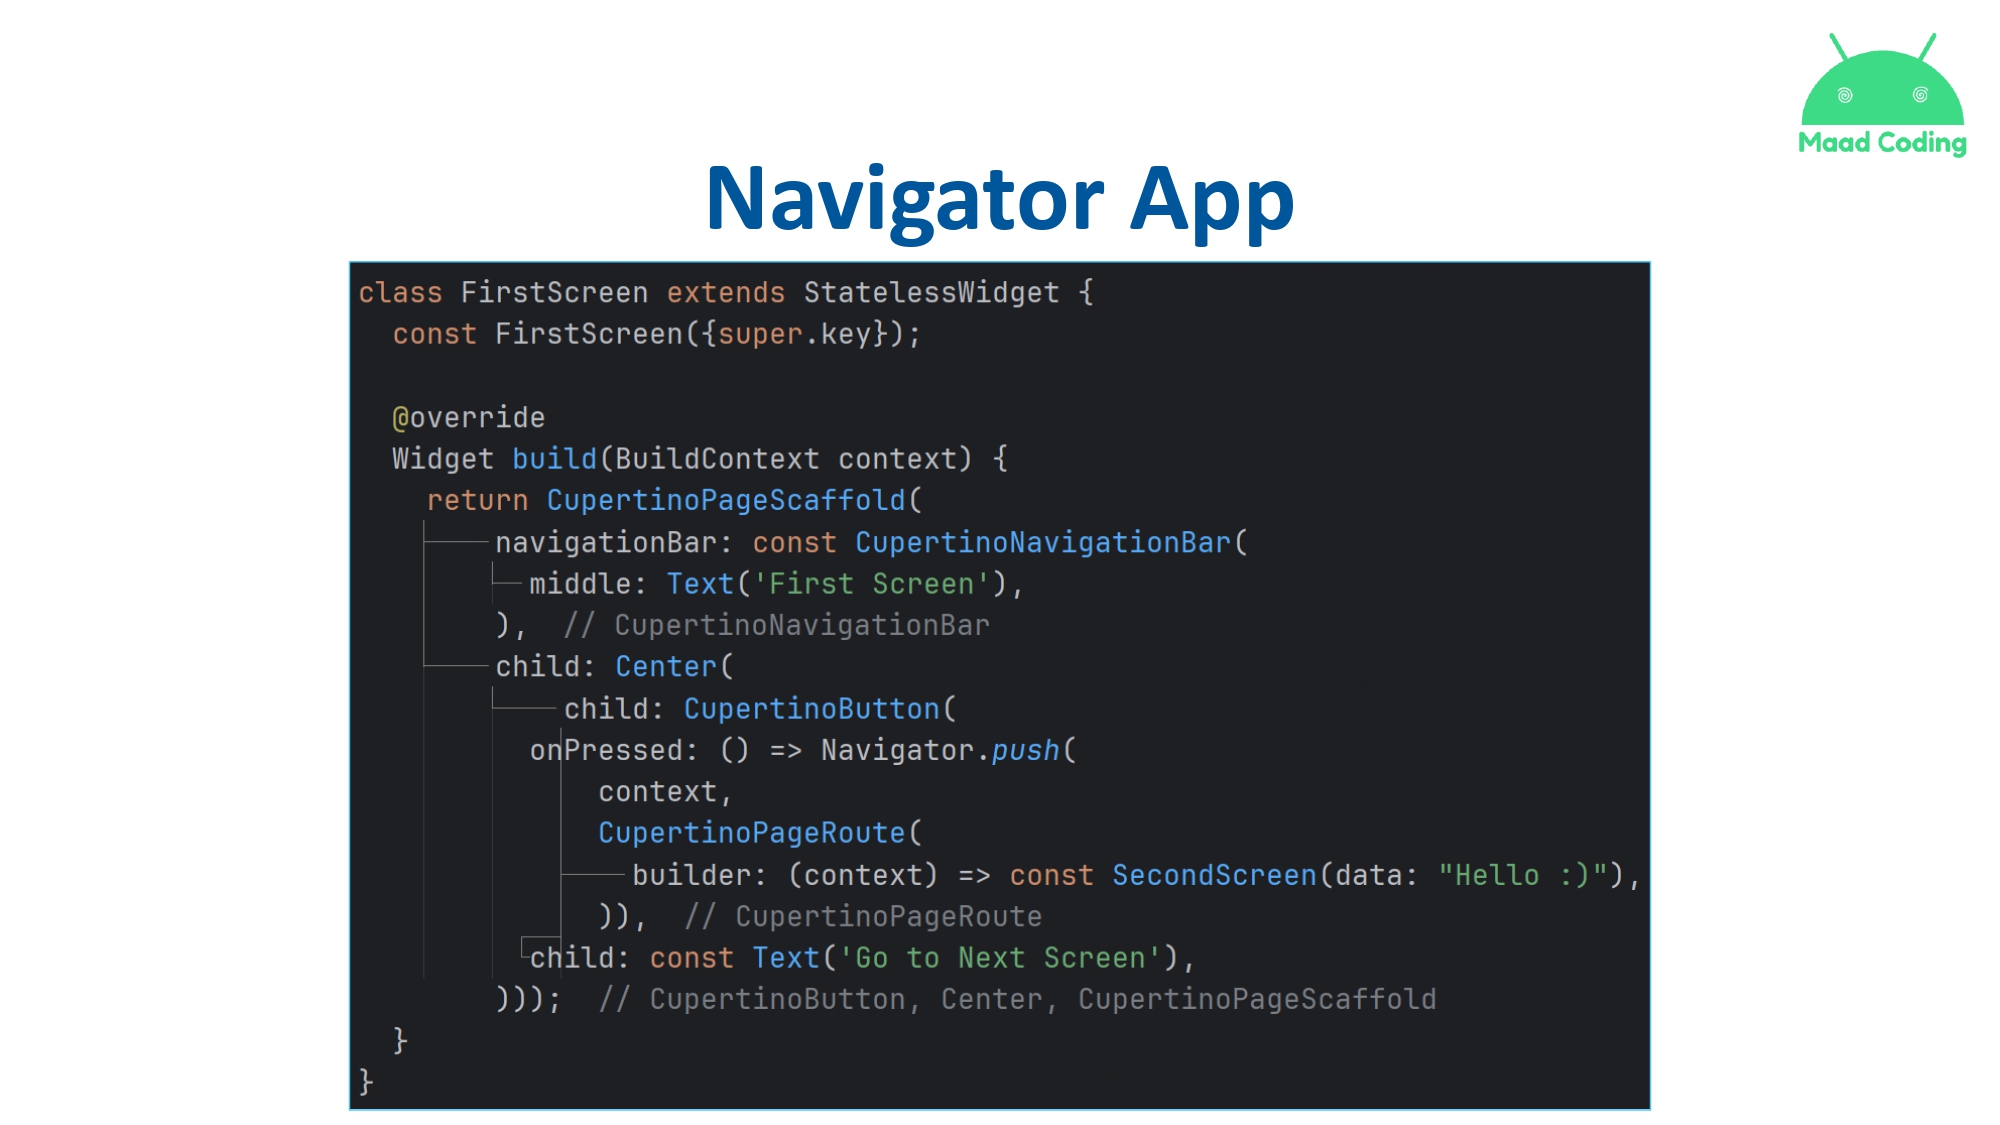 Maad Coding
Navigator App
class FirstScreen extends StatelessWidget {
  const FirstScreen({super.key});

  @override
  Widget build(BuildContext context) {
    return CupertinoPageScaffold(
        navigationBar: const CupertinoNavigationBar(
          middle: Text('First Screen'),
        ),  // CupertinoNavigationBar
        child: Center(
            child: CupertinoButton(
          onPressed: () => Navigator.push(
              context,
              CupertinoPageRoute(
                builder: (context) => const SecondScreen(data: "Hello :)"),
              )),  // CupertinoPageRoute
          child: const Text('Go to Next Screen'),
        )));  // CupertinoButton, Center, CupertinoPageScaffold
  }
}